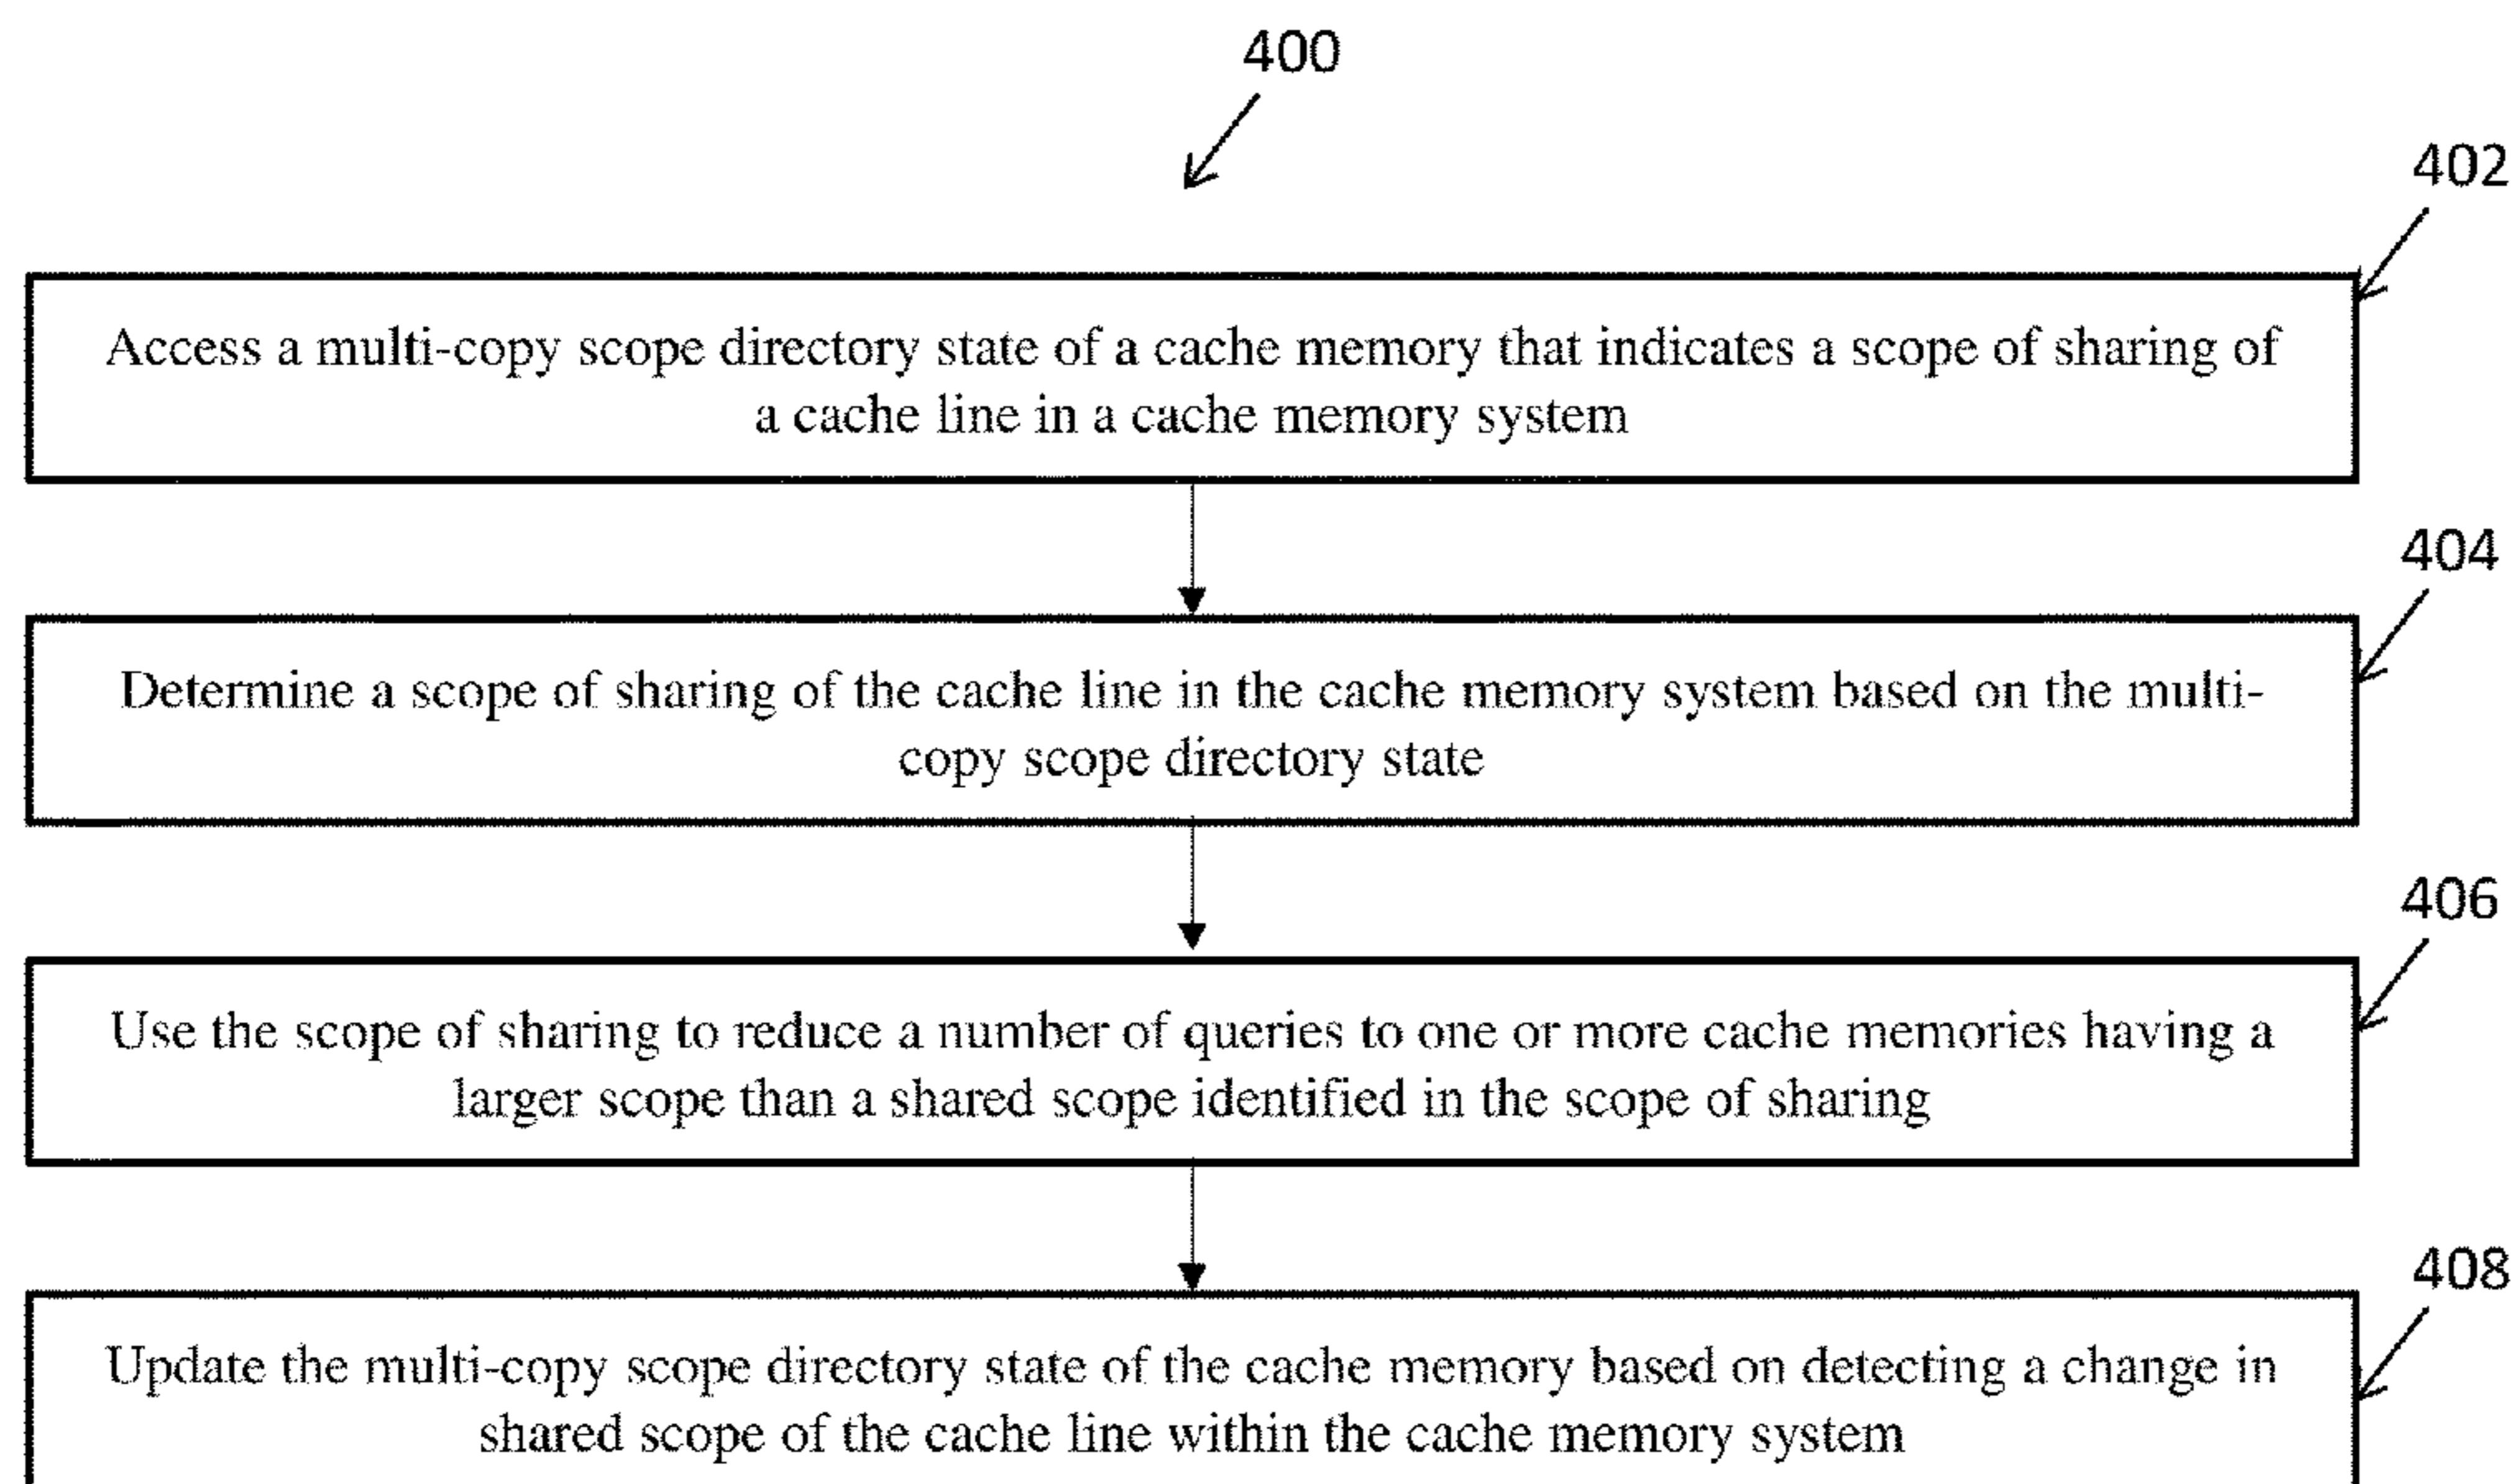 400
402
Access a multi-copy scope directory state of a cache memory that indicates a scope of sharing of
a cache line in a cache memory system
404
Determine a scope of sharing of the cache line in the cache memory system based on the multi-
copy scope directory state
406
Use the scope of sharing to reduce a number of queries to one or more cache memories having a
larger scope than a shared scope identified in the scope of sharing
408
Update the multi-copy scope directory state of the cache memory based on detecting a change in
shared scope of the cache line within the cache memory system